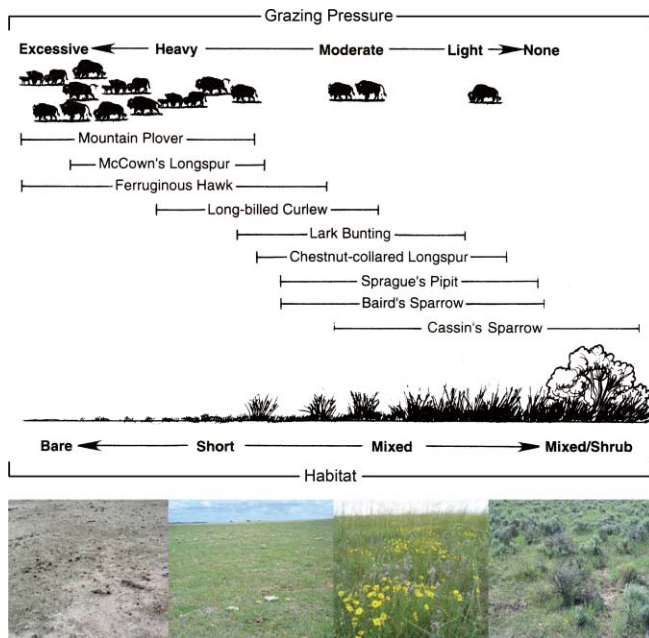 Grazing Pressure
Excessive Heavy Moderate Light None
Mountain Plover
McCown's Longspur
Ferruginous Hawk
Long-billed Curlew
Lark Bunting
Chestnut-collared Longspur
Sprague's Pipit
Baird's Sparrow
Cassin's Sparrow
Bare Short Mixed Mixed/Shrub
Habitat